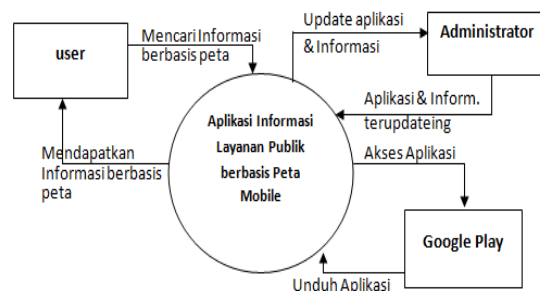 user
Mencari Informasi
berbasis peta
Update aplikasi
& Informasi
Administrator
Aplikasi & Inform.
terupdateing
Aplikasi Informasi
Layanan Publik
berbasis Peta
Mobile
Mendapatkan
Informasi berbasis
peta
Akses Aplikasi
Google Play
Unduh Aplikasi